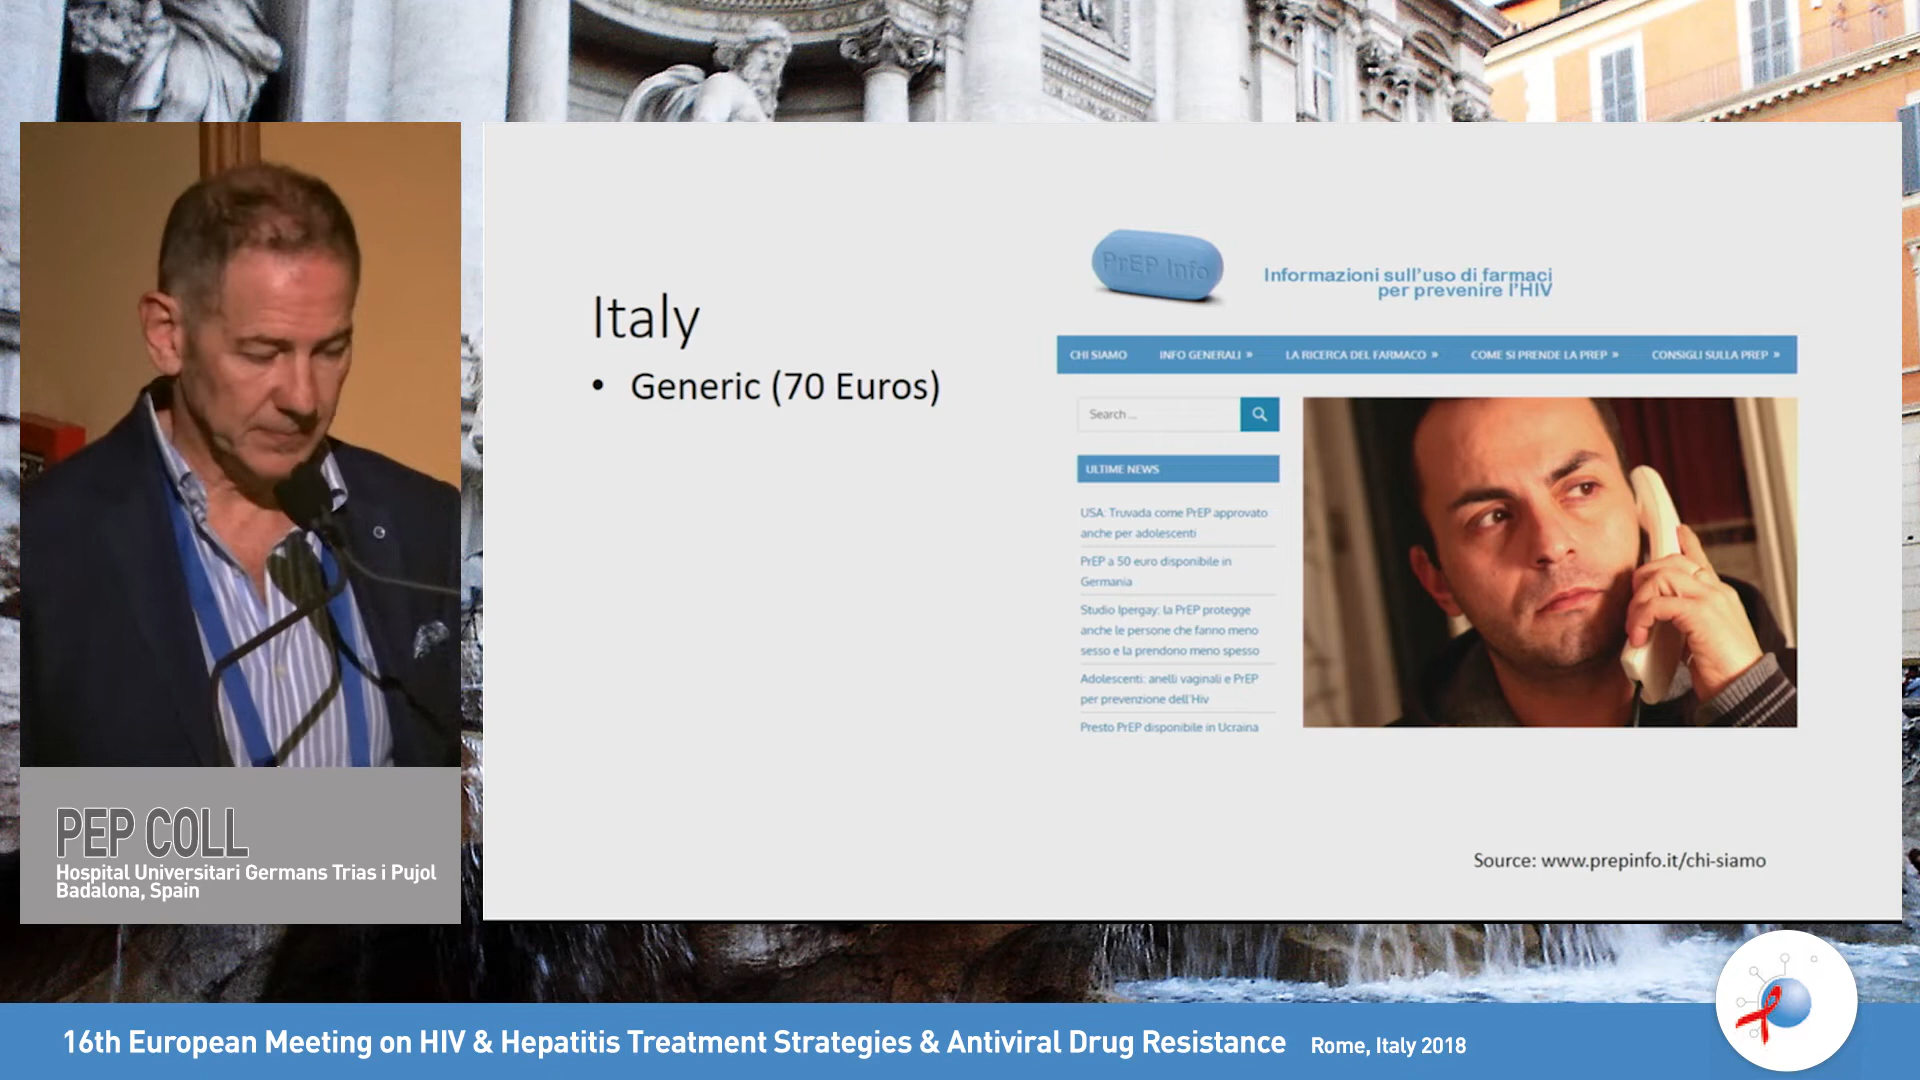 PrEP Info
Informazioni sull'uso di farmaci
per prevenire l'HIV
Italy
• Generic (70 Euros)
CHI SIAMO INFO GENERALI » LA RICERCA DEL FARMACO » COME SI PRENDE LA PREP » CONSIGLI SULLA PREP »
Search ...
ULTIME NEWS
USA: Truvada come PrEP approvato
anche per adolescenti
PrEP a 50 euro disponibile in
Germania
Studio Ipergay: la PrEP protegge
anche le persone che fanno meno
sesso e la prendono meno spesso
Adolescenti: anelli vaginali e PrEP
per prevenzione dell'Hiv
Presto PrEP disponibile in Ucraina
Source: www.prepinfo.it/chi-siamo
PEP COLL
Hospital Universitari Germans Trias i Pujol
Badalona, Spain
16th European Meeting on HIV & Hepatitis Treatment Strategies & Antiviral Drug Resistance Rome, Italy 2018